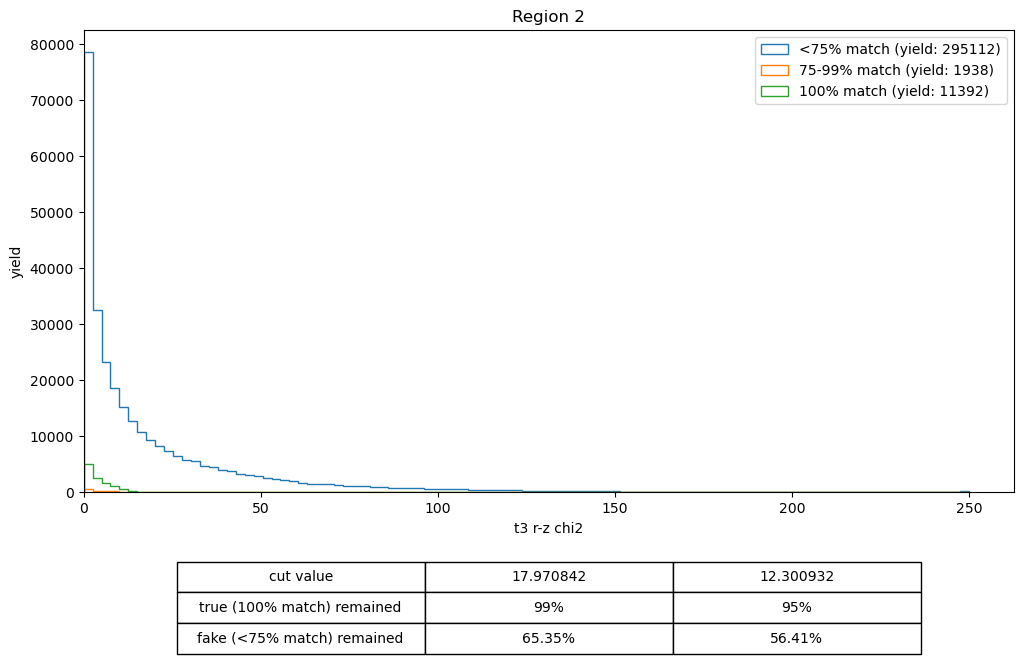 Region 2
80000
70000
60000
50000
40000
30000
20000
10000
0
yield
<75% match (yield: 295112)
75-99% match (yield: 1938)
100% match (yield: 11392)
0 50 100 150 200 250
t3 r-z chi2
cut value 17.970842 12.300932
true (100% match) remained 99% 95%
fake (<75% match) remained 65.35% 56.41%